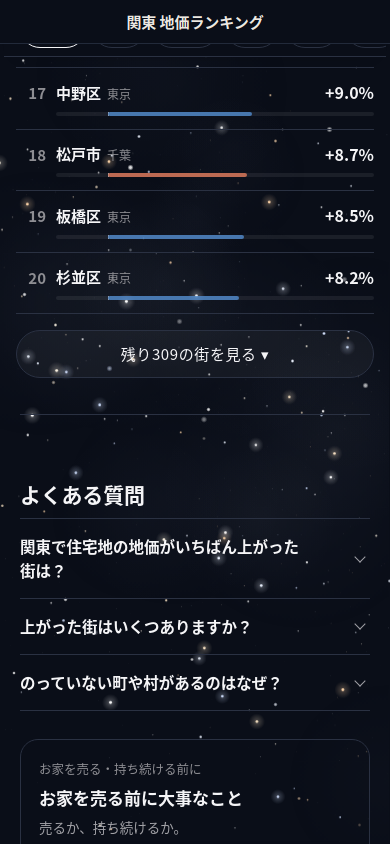 関東 地価ランキング
17 中野区 東京 +9.0%
18 松戸市 千葉 +8.7%
19 板橋区 東京 +8.5%
20 杉並区 東京 +8.2%
残り309の街を見る ▾
よくある質問
関東で住宅地の地価がいちばん上がった
街は？
上がった街はいくつありますか？
のっていない町や村があるのはなぜ？
お家を売る・持ち続ける前に
お家を売る前に大事なこと
売るか、持ち続けるか。